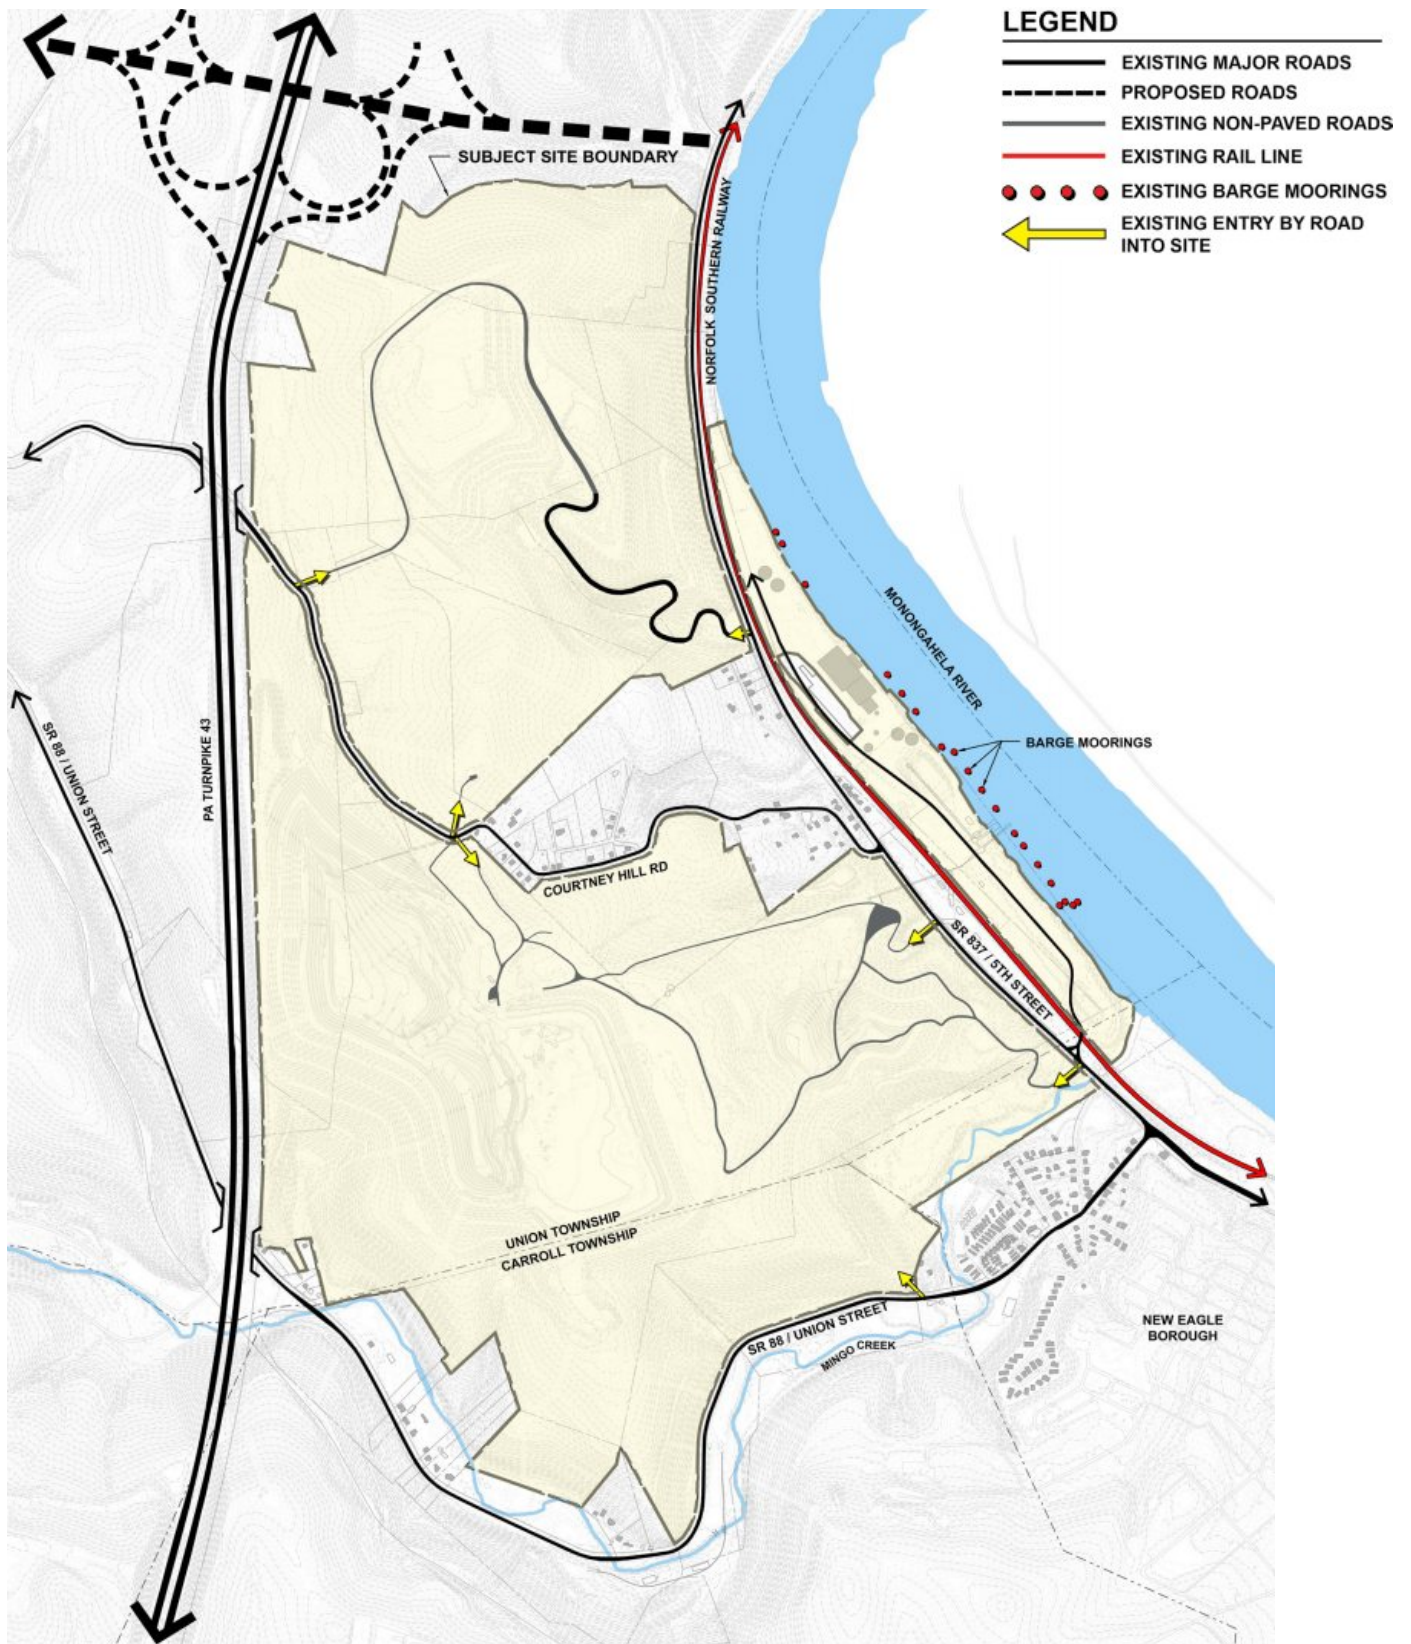 LEGEND
EXISTING MAJOR ROADS
PROPOSED ROADS
EXISTING NON-PAVED ROADS
EXISTING RAIL LINE
EXISTING BARGE MOORINGS
EXISTING ENTRY BY ROAD
INTO SITE
SUBJECT SITE BOUNDARY
NORFOLK SOUTHERN RAILWAY
MONONGAHELA RIVER
BARGE MOORINGS
PA TURNPIKE 43
SR 88 / UNION STREET
COURTNEY HILL RD
SR 837 / 5TH STREET
UNION TOWNSHIP
CARROLL TOWNSHIP
SR 88 / UNION STREET
MINGO CREEK
NEW EAGLE
BOROUGH